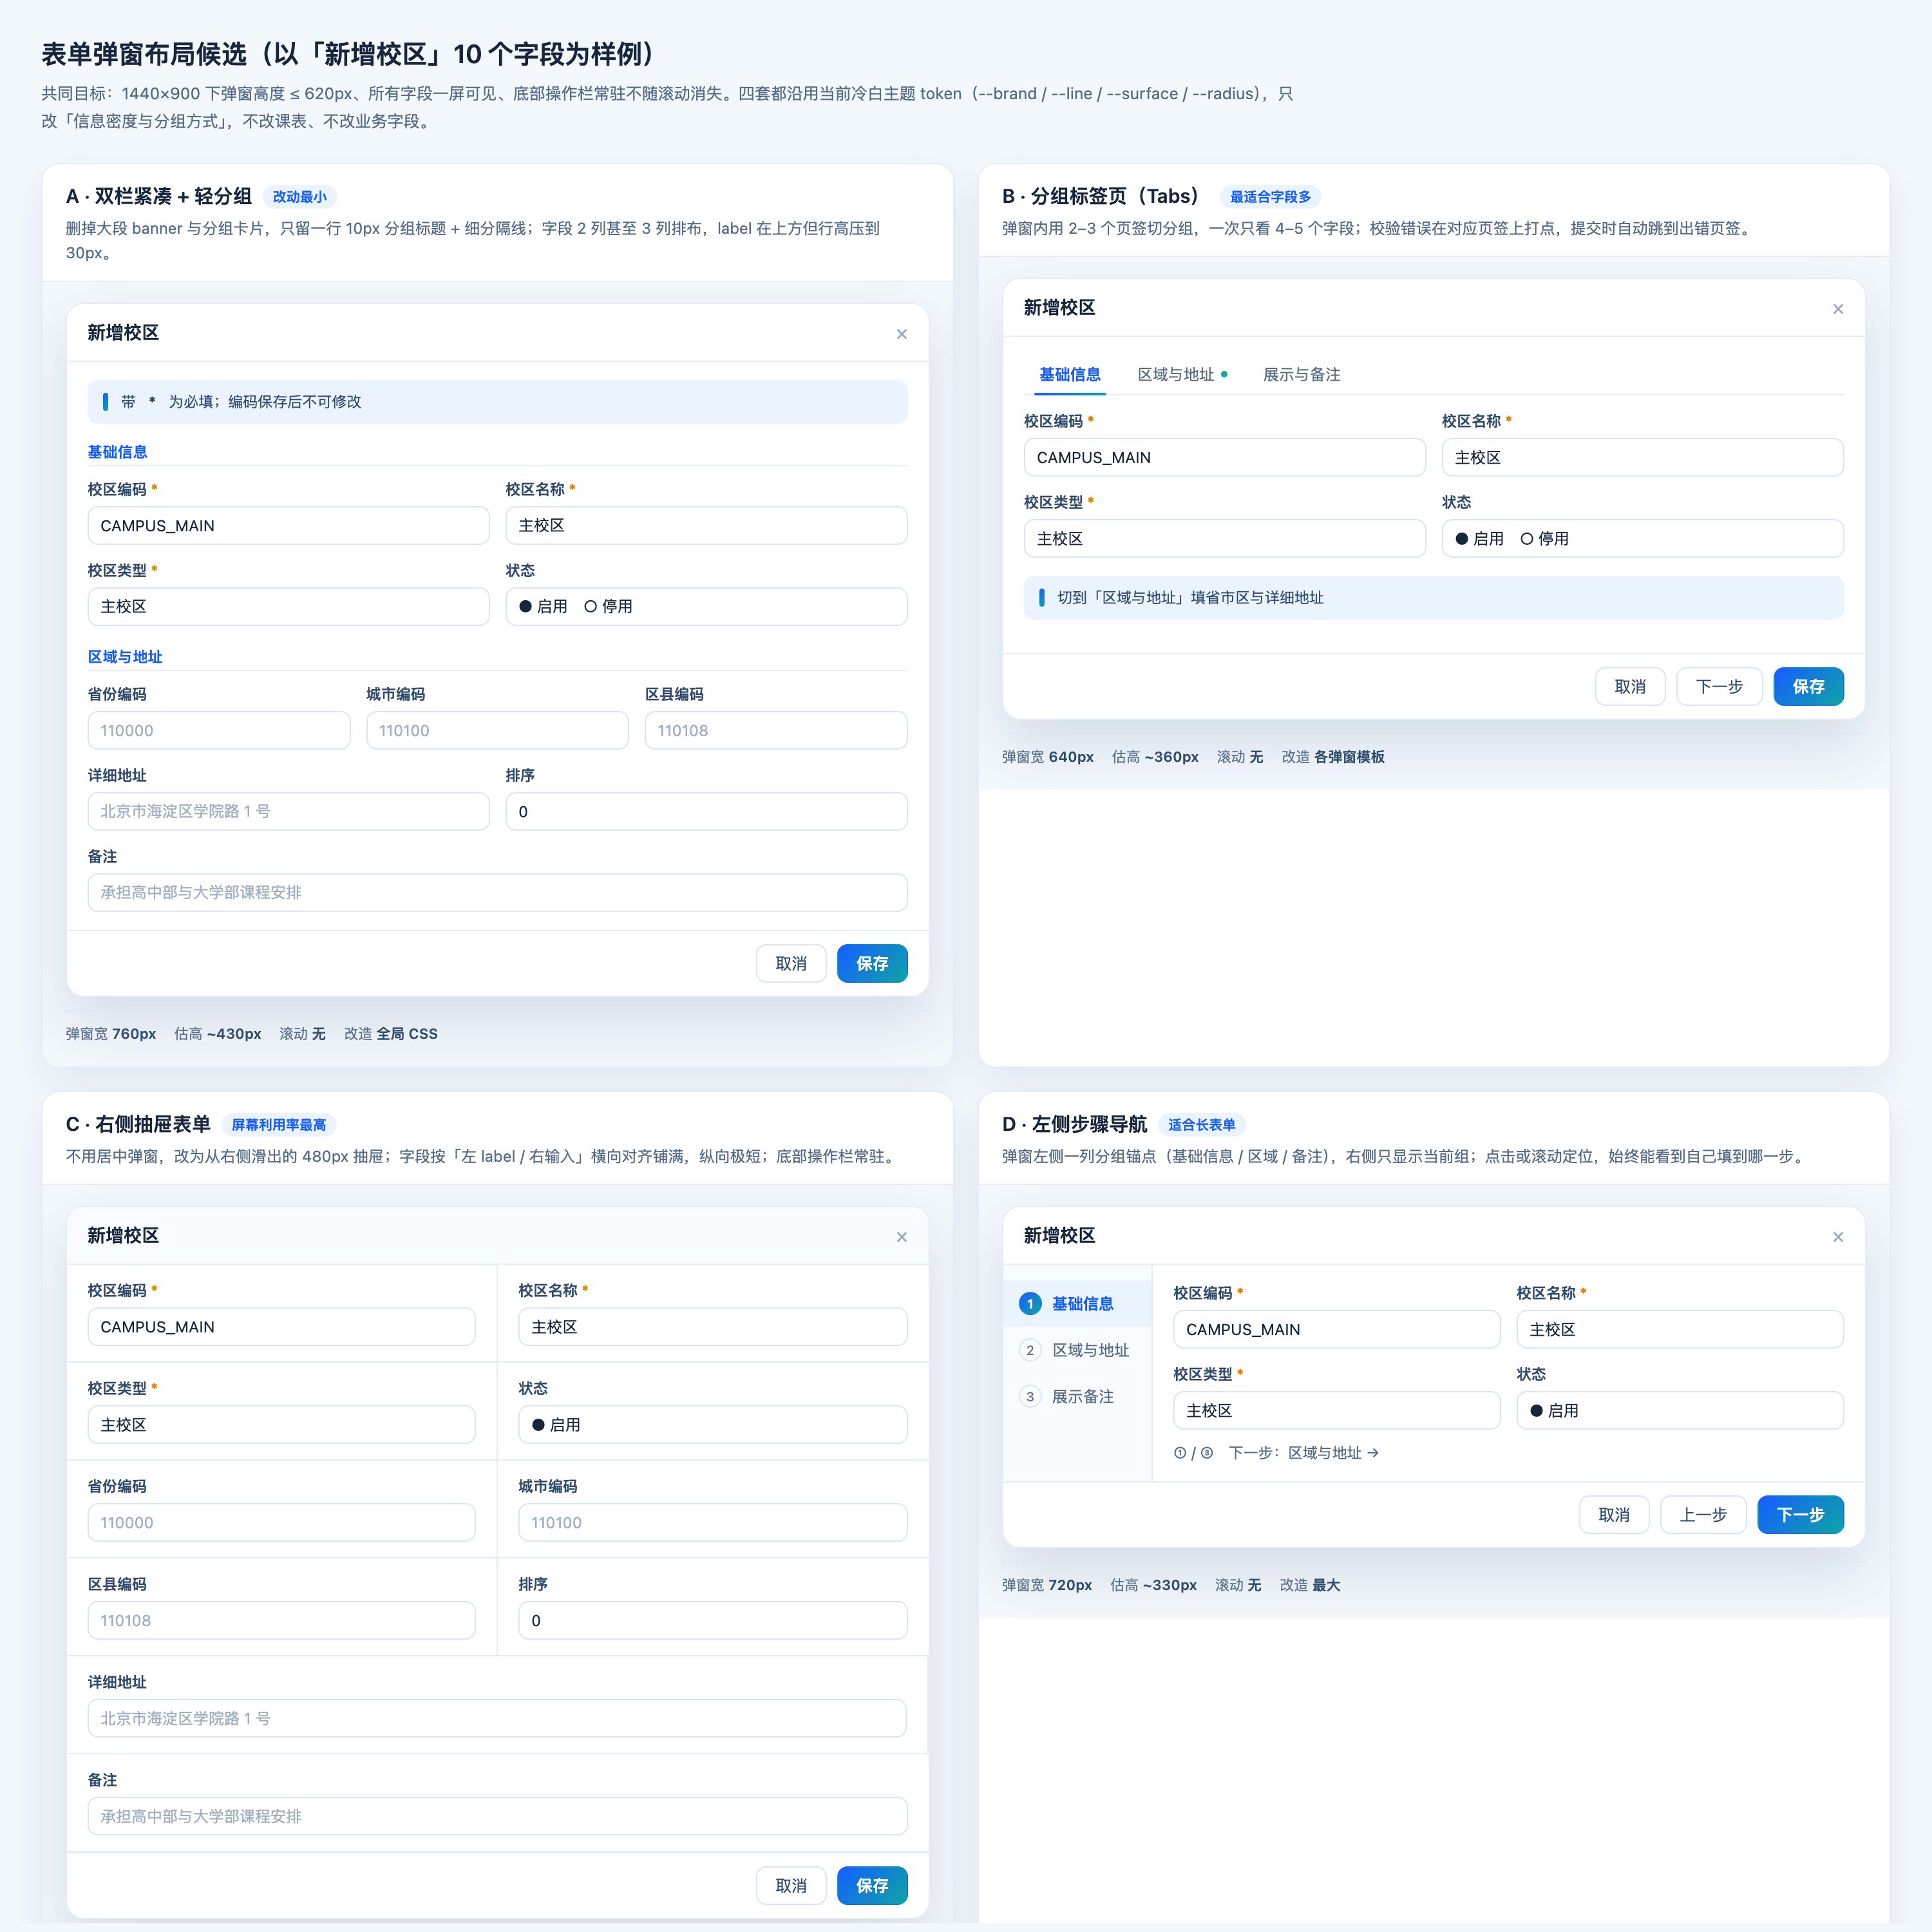 表单弹窗布局候选（以「新增校区」10 个字段为样例）
共同目标：1440×900 下弹窗高度 ≤ 620px、所有字段一屏可见、底部操作栏常驻不随滚动消失。四套都沿用当前冷白主题 token（--brand / --line / --surface / --radius），只
改「信息密度与分组方式」，不改课表、不改业务字段。
A · 双栏紧凑 + 轻分组 改动最小
删掉大段 banner 与分组卡片，只留一行 10px 分组标题 + 细分隔线；字段 2 列甚至 3 列排布，label 在上方但行高压到
30px。
新增校区 ×
带 * 为必填；编码保存后不可修改
基础信息
校区编码 * 校区名称 *
CAMPUS_MAIN 主校区
校区类型 * 状态
主校区 ● 启用 ○ 停用
区域与地址
省份编码 城市编码 区县编码
110000 110100 110108
详细地址 排序
北京市海淀区学院路 1 号 0
备注
承担高中部与大学部课程安排
取消 保存
弹窗宽 760px 估高 ~430px 滚动 无 改造 全局 CSS
B · 分组标签页（Tabs） 最适合字段多
弹窗内用 2–3 个页签切分组，一次只看 4–5 个字段；校验错误在对应页签上打点，提交时自动跳到出错页签。
新增校区 ×
基础信息 区域与地址 展示与备注
校区编码 * 校区名称 *
CAMPUS_MAIN 主校区
校区类型 * 状态
主校区 ● 启用 ○ 停用
切到「区域与地址」填省市区与详细地址
取消 下一步 保存
弹窗宽 640px 估高 ~360px 滚动 无 改造 各弹窗模板
C · 右侧抽屉表单 屏幕利用率最高
不用居中弹窗，改为从右侧滑出的 480px 抽屉；字段按「左 label / 右输入」横向对齐铺满，纵向极短；底部操作栏常驻。
新增校区 ×
校区编码 * 校区名称 *
CAMPUS_MAIN 主校区
校区类型 * 状态
主校区 ● 启用
省份编码 城市编码
110000 110100
区县编码 排序
110108 0
详细地址
北京市海淀区学院路 1 号
备注
承担高中部与大学部课程安排
取消 保存
D · 左侧步骤导航 适合长表单
弹窗左侧一列分组锚点（基础信息 / 区域 / 备注），右侧只显示当前组；点击或滚动定位，始终能看到自己填到哪一步。
新增校区 ×
1 基础信息
2 区域与地址
3 展示备注
校区编码 * 校区名称 *
CAMPUS_MAIN 主校区
校区类型 * 状态
主校区 ● 启用
① / ③ 下一步：区域与地址 →
取消 上一步 下一步
弹窗宽 720px 估高 ~330px 滚动 无 改造 最大